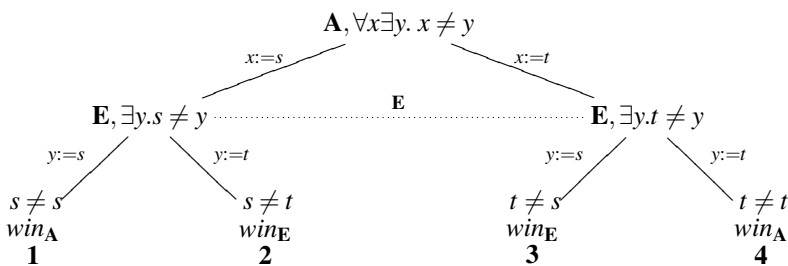 A, ∀x∃y. x ≠ y
x:=s x:=t
E, ∃y.s ≠ y E E, ∃y.t ≠ y
y:=s y:=t y:=s y:=t
s ≠ s s ≠ t t ≠ s t ≠ t
win_A win_E win_E win_A
1 2 3 4